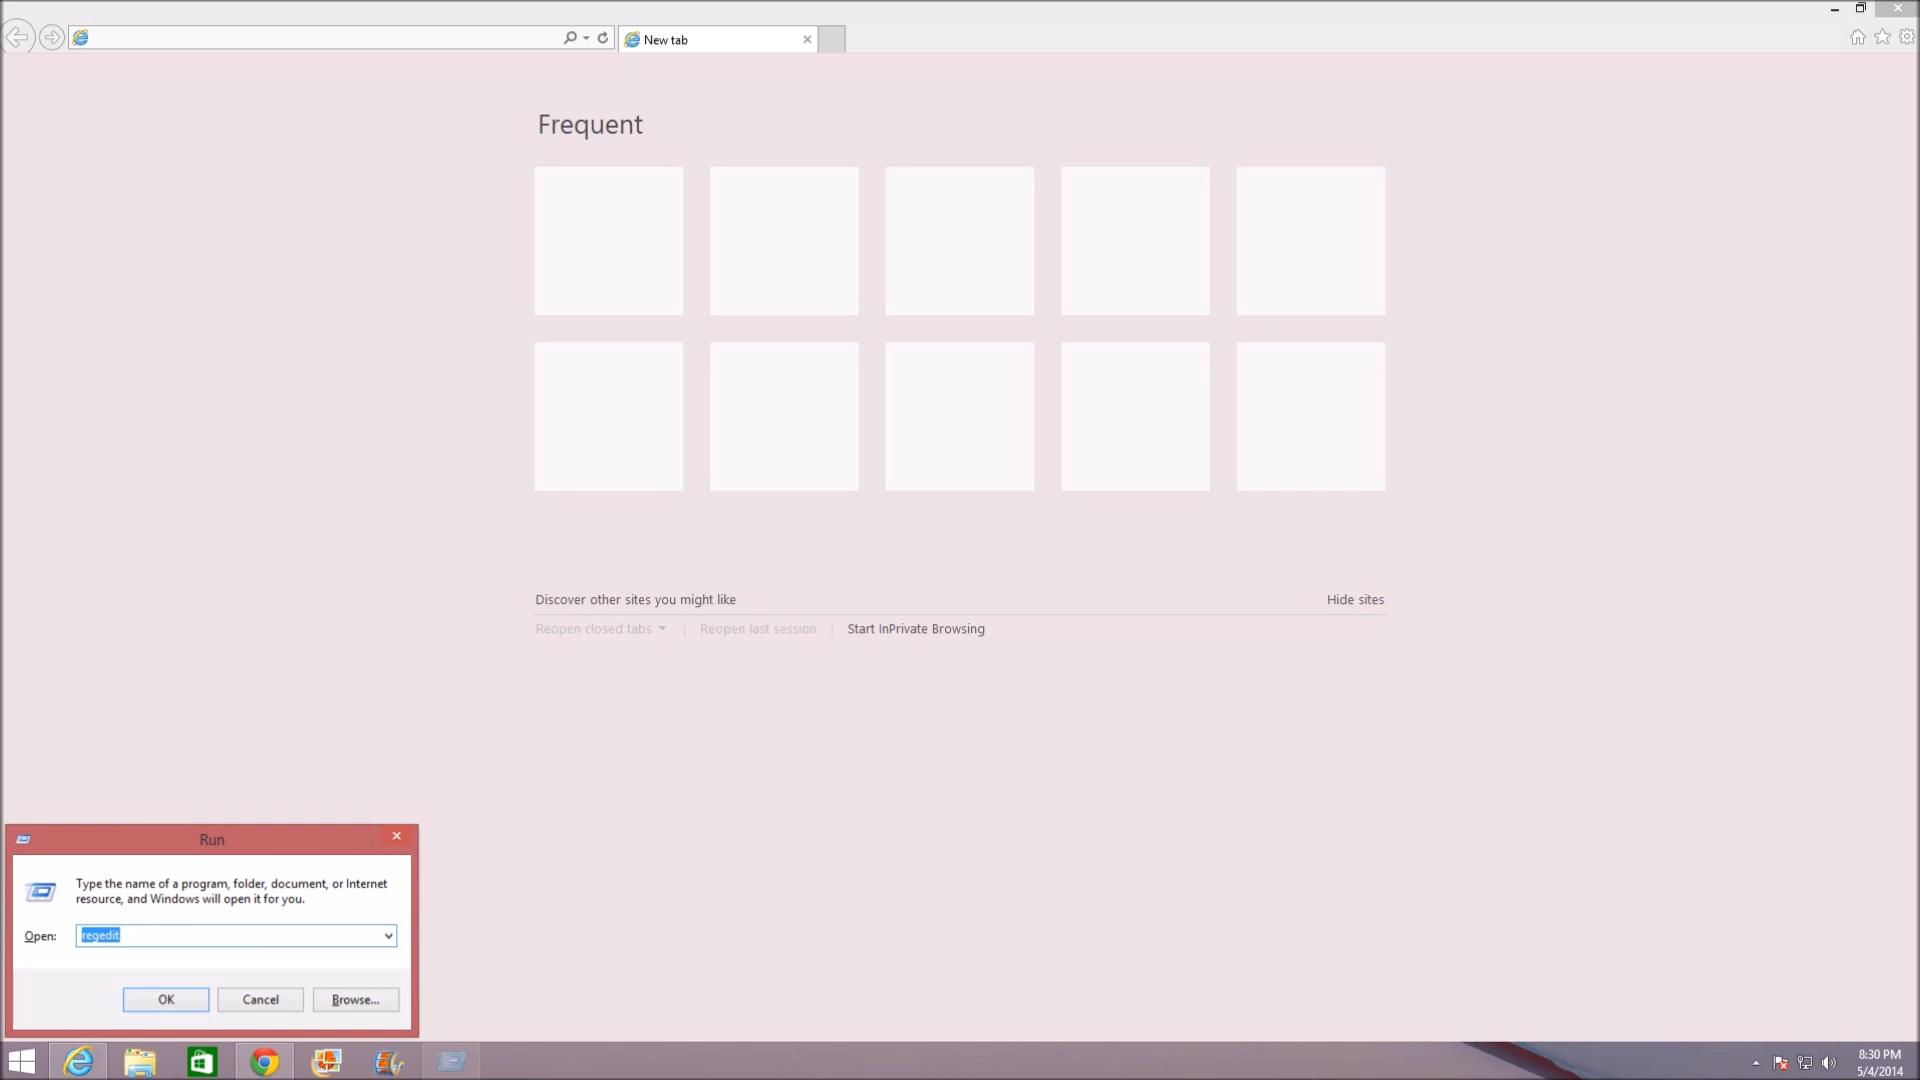 New tab
Frequent
Discover other sites you might like
Hide sites
Reopen closed tabs
Reopen last session
Start InPrivate Browsing
Run
Type the name of a program, folder, document, or Internet
resource, and Windows will open it for you.
Open:
regedit
OK
Cancel
Browse...
8:30 PM
5/4/2014